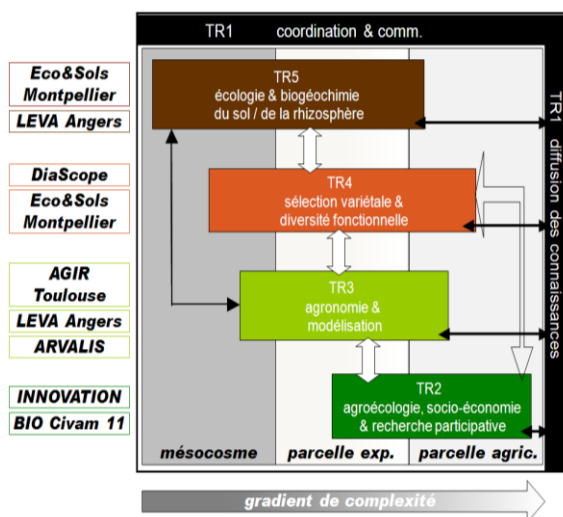 TR1 coordination & comm.
Eco&Sols
Montpellier
LEVA Angers
TR5
écologie & biogéochimie
du sol / de la rhizosphère
DiaScope
Eco&Sols
Montpellier
TR4
sélection variétale &
diversité fonctionnelle
AGIR
Toulouse
LEVA Angers
ARVALIS
TR3
agronomie &
modélisation
INNOVATION
BIO Civam 11
TR2
agroécologie, socio-économie
& recherche participative
TR1 diffusion des connaissances
mésocosme
parcelle exp.
parcelle agric.
gradient de complexité